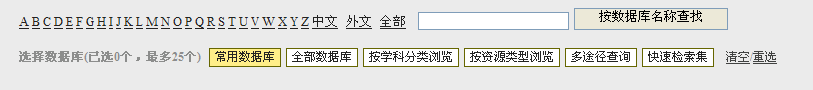 A B C D E F G H I J K L M N O P Q R S T U V W X Y Z 中文 外文 全部 按数据库名称查找
选择数据库(已选0个，最多25个) 常用数据库 全部数据库 按学科分类浏览 按资源类型浏览 多途径查询 快速检索集 清空/重选